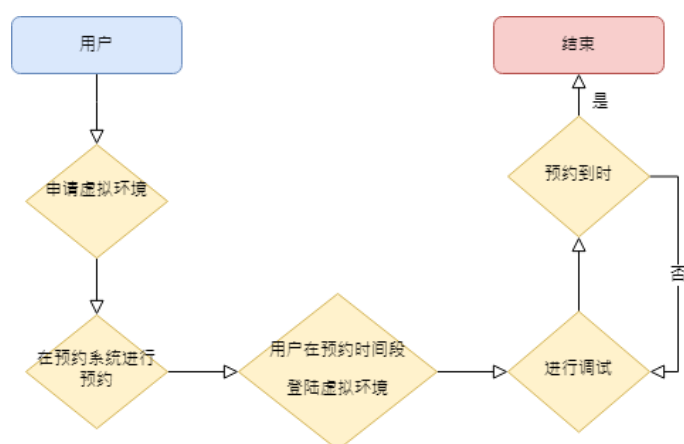 用户
申请虚拟环境
在预约系统进行
预约
用户在预约时间段
登陆虚拟环境
进行调试
预约到时
是
否
结束